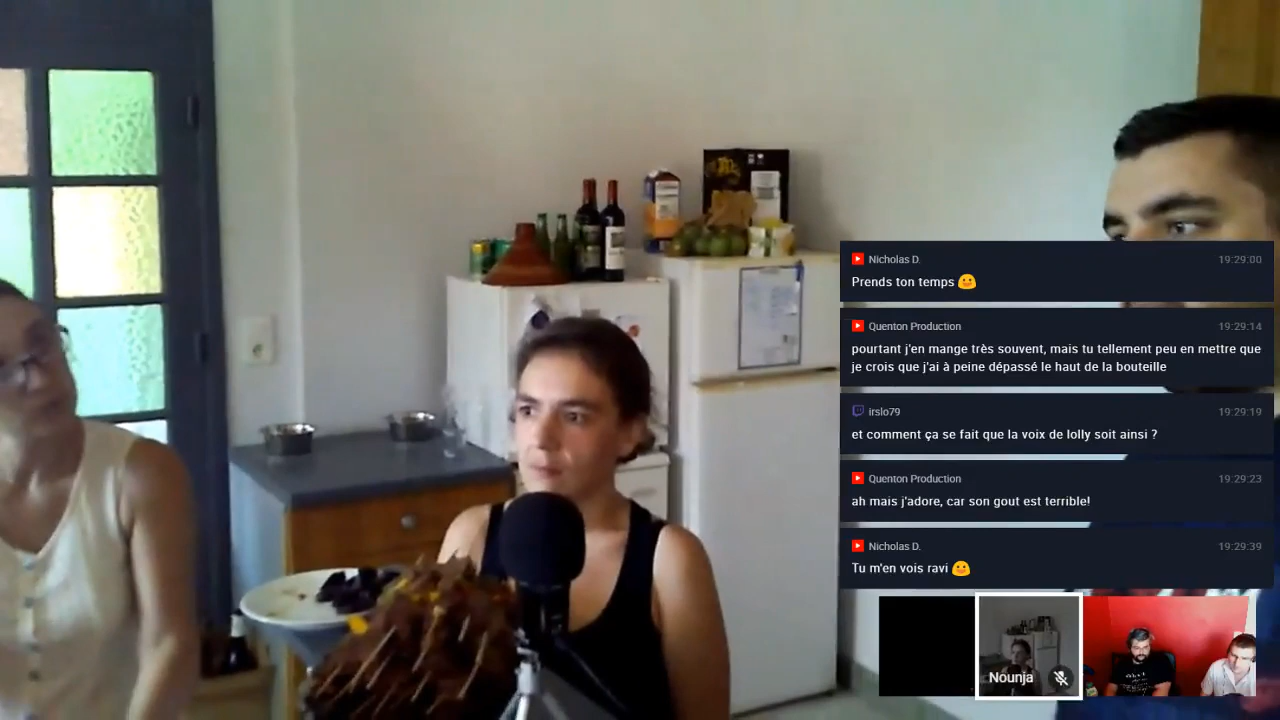 Nicholas D. 19:29:00
Prends ton temps
Quenton Production 19:29:14
pourtant j'en mange très souvent, mais tu tellement peu en mettre que
je crois que j'ai à peine dépassé le haut de la bouteille
irslo79 19:29:19
et comment ça se fait que la voix de lolly soit ainsi ?
Quenton Production 19:29:23
ah mais j'adore, car son gout est terrible!
Nicholas D. 19:29:39
Tu m'en vois ravi
Nounja